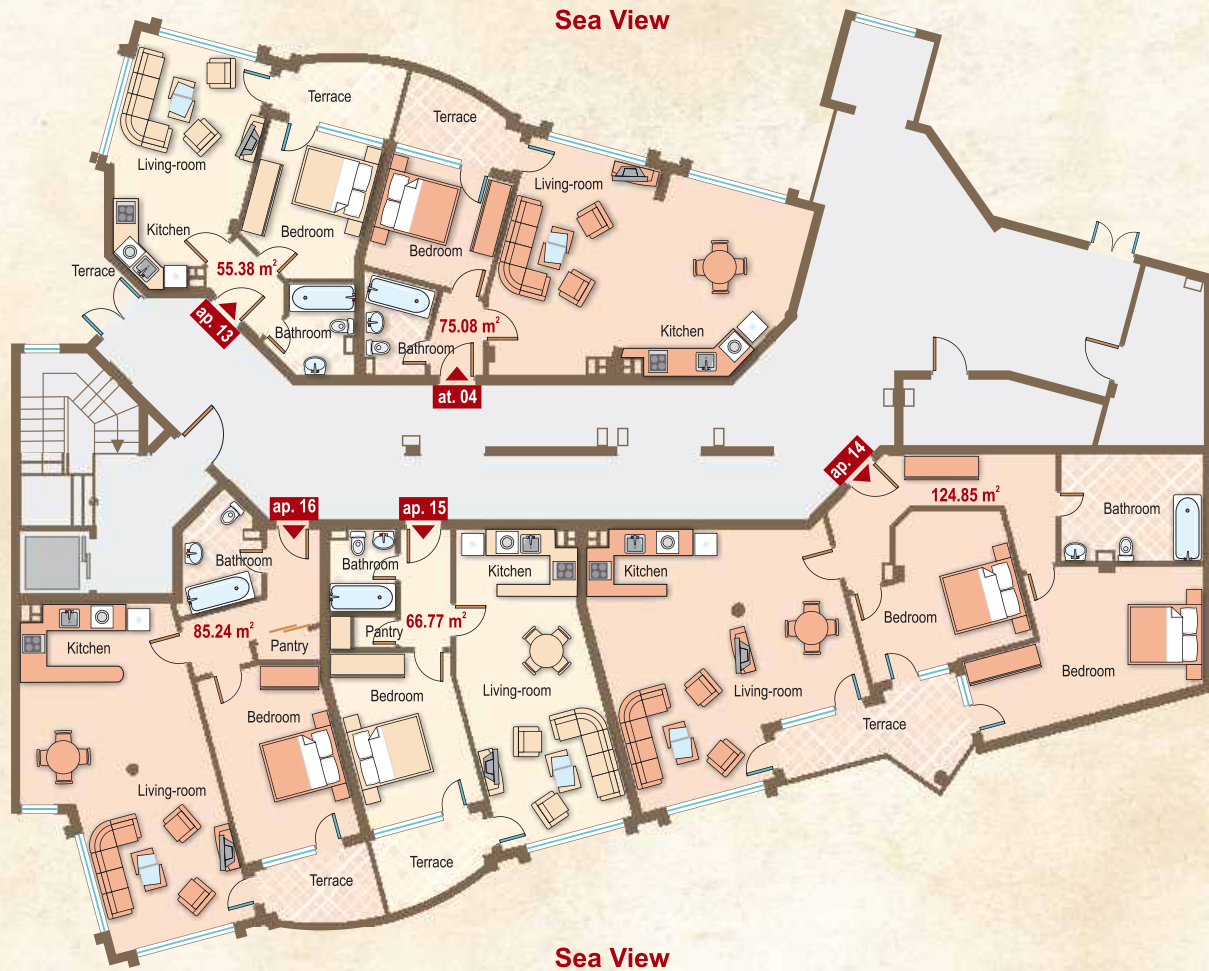 Sea View
Terrace
Terrace
Living-room
Living-room
Kitchen
Bedroom
Bedroom
Terrace
55.38 m²
ap. 13
Bathroom
75.08 m²
Kitchen
Bathroom
at. 04
ap. 14
124.85 m²
ap. 16
ap. 15
Bathroom
Bathroom
Bathroom
Kitchen
Kitchen
Bedroom
85.24 m²
66.77 m²
Pantry
Pantry
Kitchen
Bedroom
Bedroom
Living-room
Living-room
Bedroom
Terrace
Living-room
Terrace
Terrace
Sea View